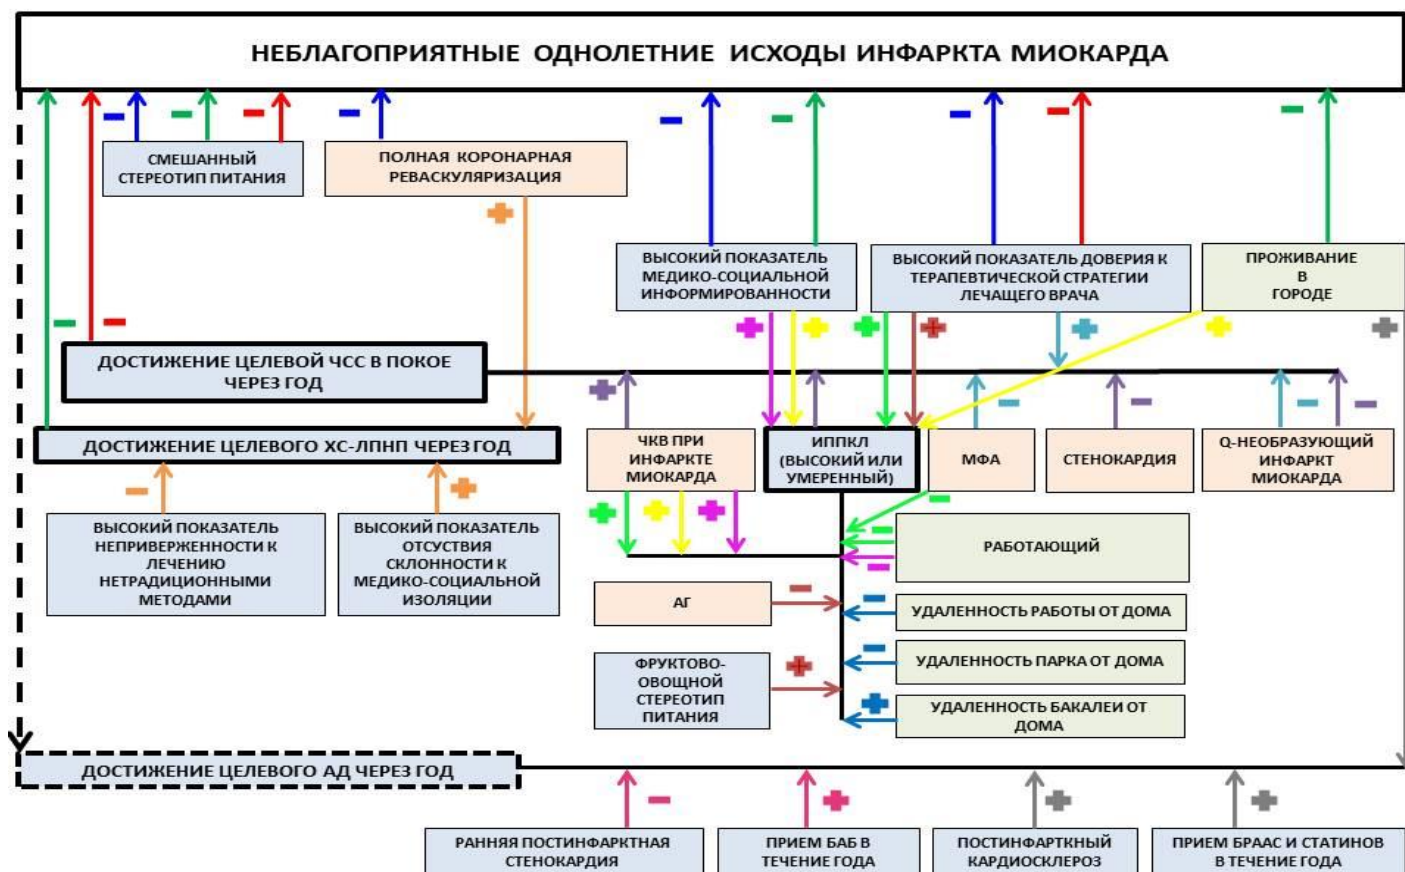 НЕБЛАГОПРИЯТНЫЕ ОДНОЛЕТНИЕ ИСХОДЫ ИНФАРКТА МИОКАРДА
СМЕШАННЫЙ
СТЕРЕОТИП ПИТАНИЯ
ПОЛНАЯ КОРОНАРНАЯ
РЕВАСКУЛЯРИЗАЦИЯ
ВЫСОКИЙ ПОКАЗАТЕЛЬ
МЕДИКО-СОЦИАЛЬНОЙ
ИНФОРМИРОВАННОСТИ
ВЫСОКИЙ ПОКАЗАТЕЛЬ ДОВЕРИЯ К
ТЕРАПЕВТИЧЕСКОЙ СТРАТЕГИИ
ЛЕЧАЩЕГО ВРАЧА
ПРОЖИВАНИЕ
В
ГОРОДЕ
ДОСТИЖЕНИЕ ЦЕЛЕВОЙ ЧСС В ПОКОЕ
ЧЕРЕЗ ГОД
ДОСТИЖЕНИЕ ЦЕЛЕВОГО ХС-ЛПНП ЧЕРЕЗ ГОД
ЧКВ ПРИ
ИНФАРКТЕ
МИОКАРДА
ИППКЛ
(ВЫСОКИЙ ИЛИ
УМЕРЕННЫЙ)
МФА
СТЕНОКАРДИЯ
Q-НЕОБРАЗУЮЩИЙ
ИНФАРКТ
МИОКАРДА
ВЫСОКИЙ ПОКАЗАТЕЛЬ
НЕПРИВЕРЖЕННОСТИ К
ЛЕЧЕНИЮ
НЕТРАДИЦИОННЫМИ
МЕТОДАМИ
ВЫСОКИЙ ПОКАЗАТЕЛЬ
ОТСУСТВИЯ
СКЛОННОСТИ К
МЕДИКО-СОЦИАЛЬНОЙ
ИЗОЛЯЦИИ
РАБОТАЮЩИЙ
АГ
УДАЛЕННОСТЬ РАБОТЫ ОТ ДОМА
ФРУКТОВО-
ОВОЩНОЙ
СТЕРЕОТИП
ПИТАНИЯ
УДАЛЕННОСТЬ ПАРКА ОТ ДОМА
УДАЛЕННОСТЬ БАКАЛЕИ ОТ
ДОМА
ДОСТИЖЕНИЕ ЦЕЛЕВОГО АД ЧЕРЕЗ ГОД
РАННЯЯ ПОСТИНФАРКТНАЯ
СТЕНОКАРДИЯ
ПРИЕМ БАБ В
ТЕЧЕНИЕ ГОДА
ПОСТИНФАРТКНЫЙ
КАРДИОСКЛЕРОЗ
ПРИЕМ БРААС И СТАТИНОВ
В ТЕЧЕНИЕ ГОДА